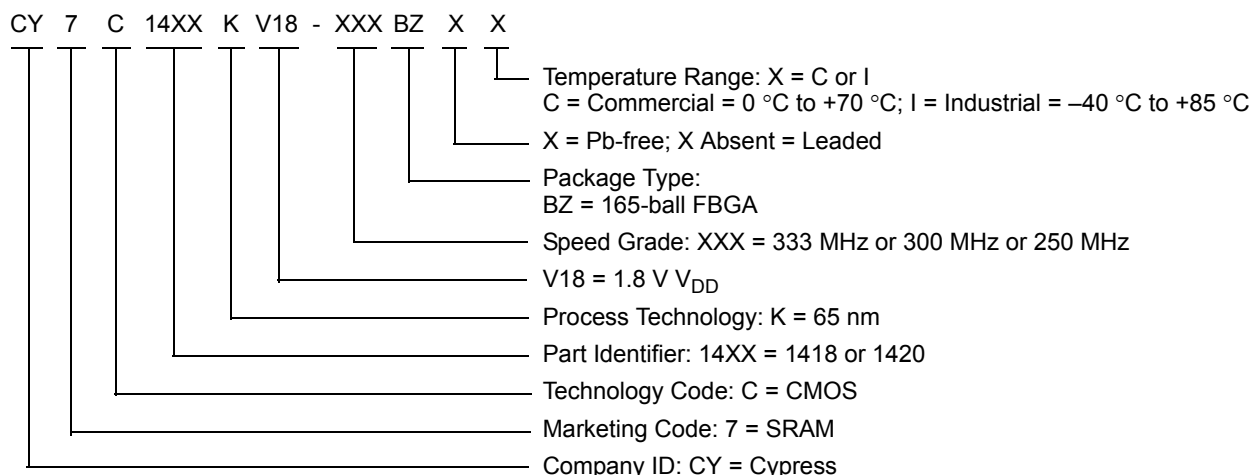 CY 7 C 14XX K V18 - XXX BZ X X
Temperature Range: X = C or I
C = Commercial = 0 °C to +70 °C; I = Industrial = –40 °C to +85 °C
X = Pb-free; X Absent = Leaded
Package Type:
BZ = 165-ball FBGA
Speed Grade: XXX = 333 MHz or 300 MHz or 250 MHz
V18 = 1.8 V VDD
Process Technology: K = 65 nm
Part Identifier: 14XX = 1418 or 1420
Technology Code: C = CMOS
Marketing Code: 7 = SRAM
Company ID: CY = Cypress